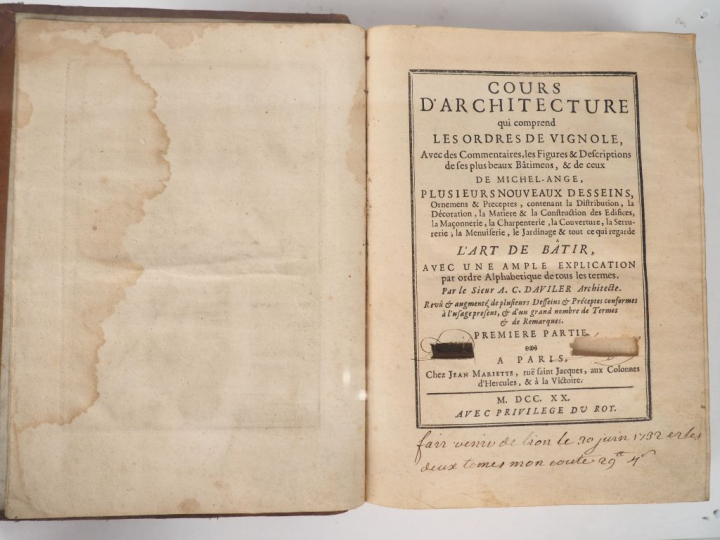 COURS
D'ARCHITECTURE
qui comprend
LES ORDRES DE VIGNOLE,
Avec des Commentaires, les Figures & Descriptions
de ses plus beaux Bâtimens, & de ceux
DE MICHEL-ANGE,
PLUSIEURS NOUVEAUX DESSEINS,
Ornemens & Preceptes, contenant la Distribution, la
Décoration, la Matiere & la Construction des Edifices,
la Maçonnerie, la Charpenterie, la Couverture, la Serru-
rerie, la Menuiserie, le Jardinage & tout ce qui regarde
L'ART DE BÂTIR,
AVEC UNE AMPLE EXPLICATION
par ordre Alphabetique de tous les termes.
Par le Sieur A. C. DAVILER Architecte.
Revû & augmenté de plusieurs Desseins & Préceptes conformes
à l'usage present, & d'un grand nombre de Termes
& de Remarques.
PREMIERE PARTIE
A PARIS,
Chez JEAN MARIETTE, ruë saint Jacques, aux Colonnes
d'Hercules, & à la Victoire.
M. DCC. XX.
AVEC PRIVILEGE DU ROY.
fair venir de lion le 30 juin 1732 et les
deux tomes mon couté 29